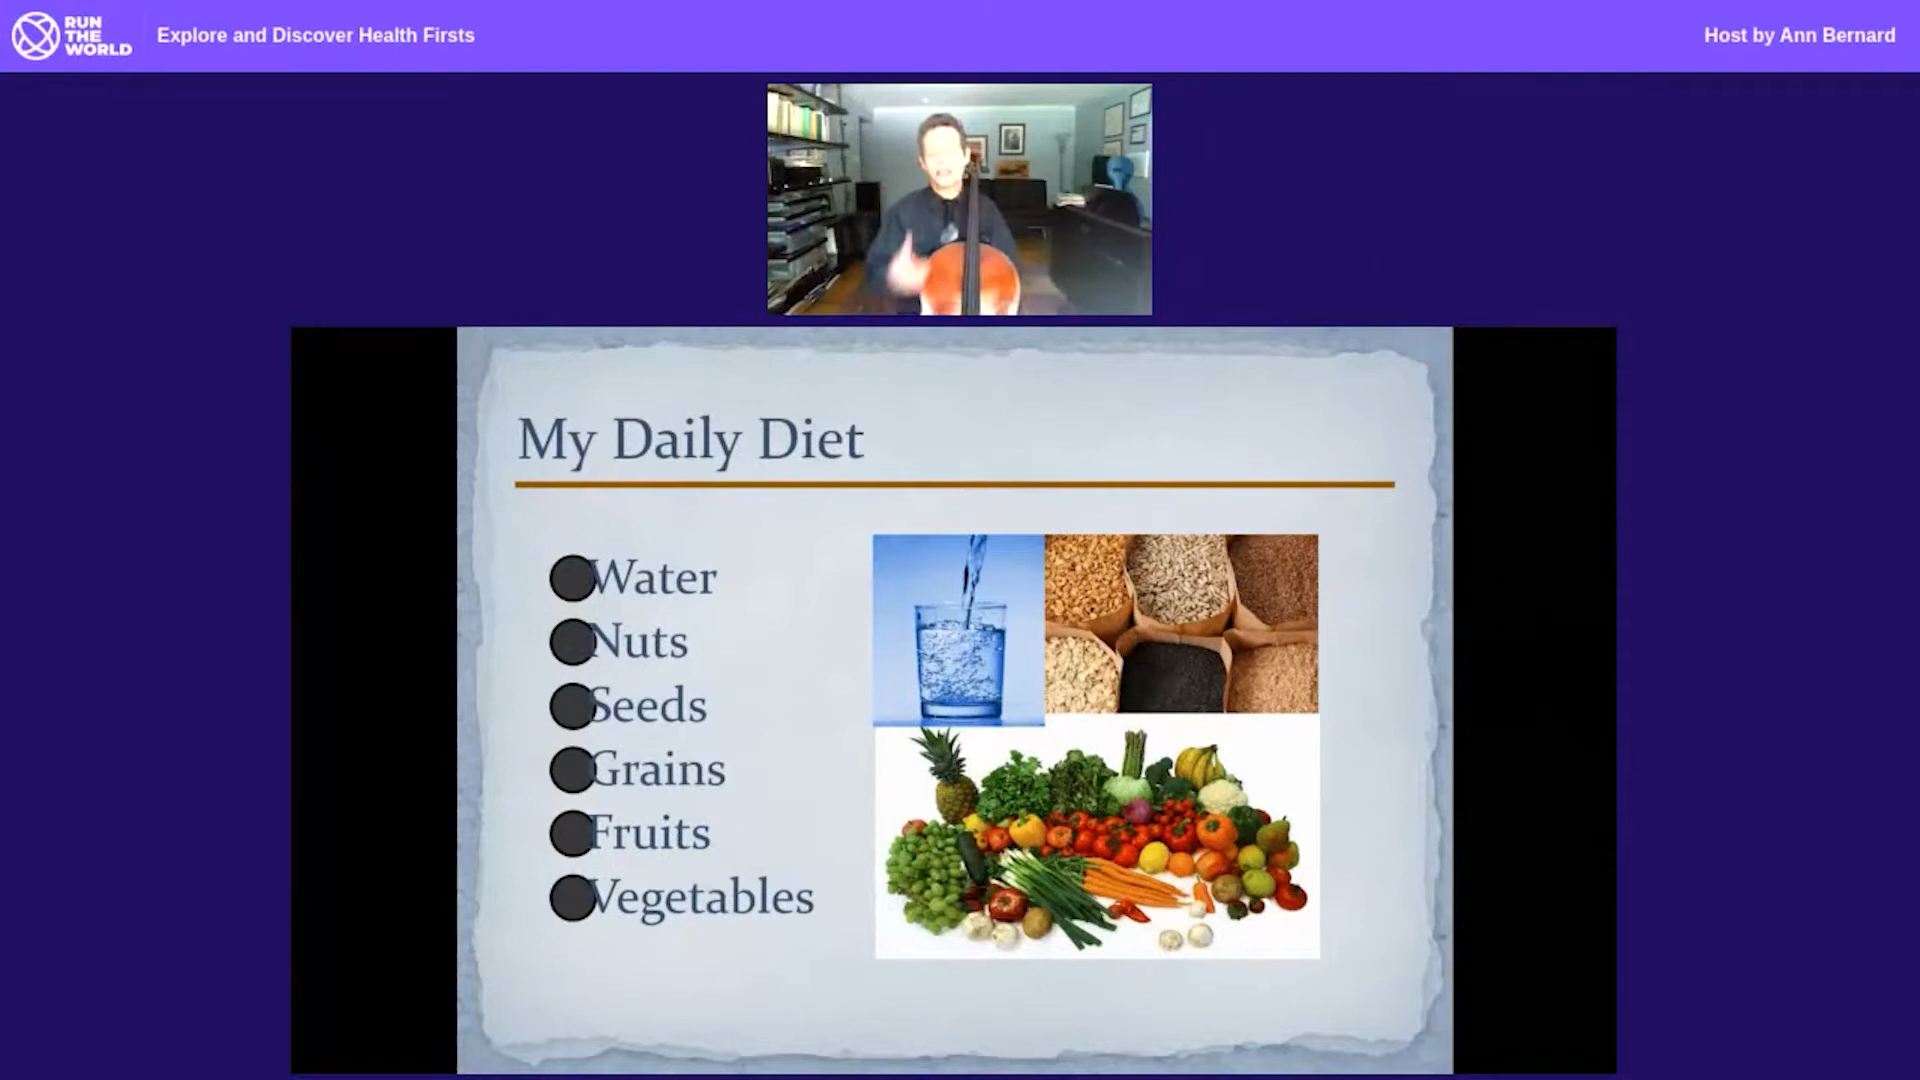 RUN
THE
WORLD
Explore and Discover Health Firsts
Host by Ann Bernard
My Daily Diet
Water
Nuts
Seeds
Grains
Fruits
Vegetables